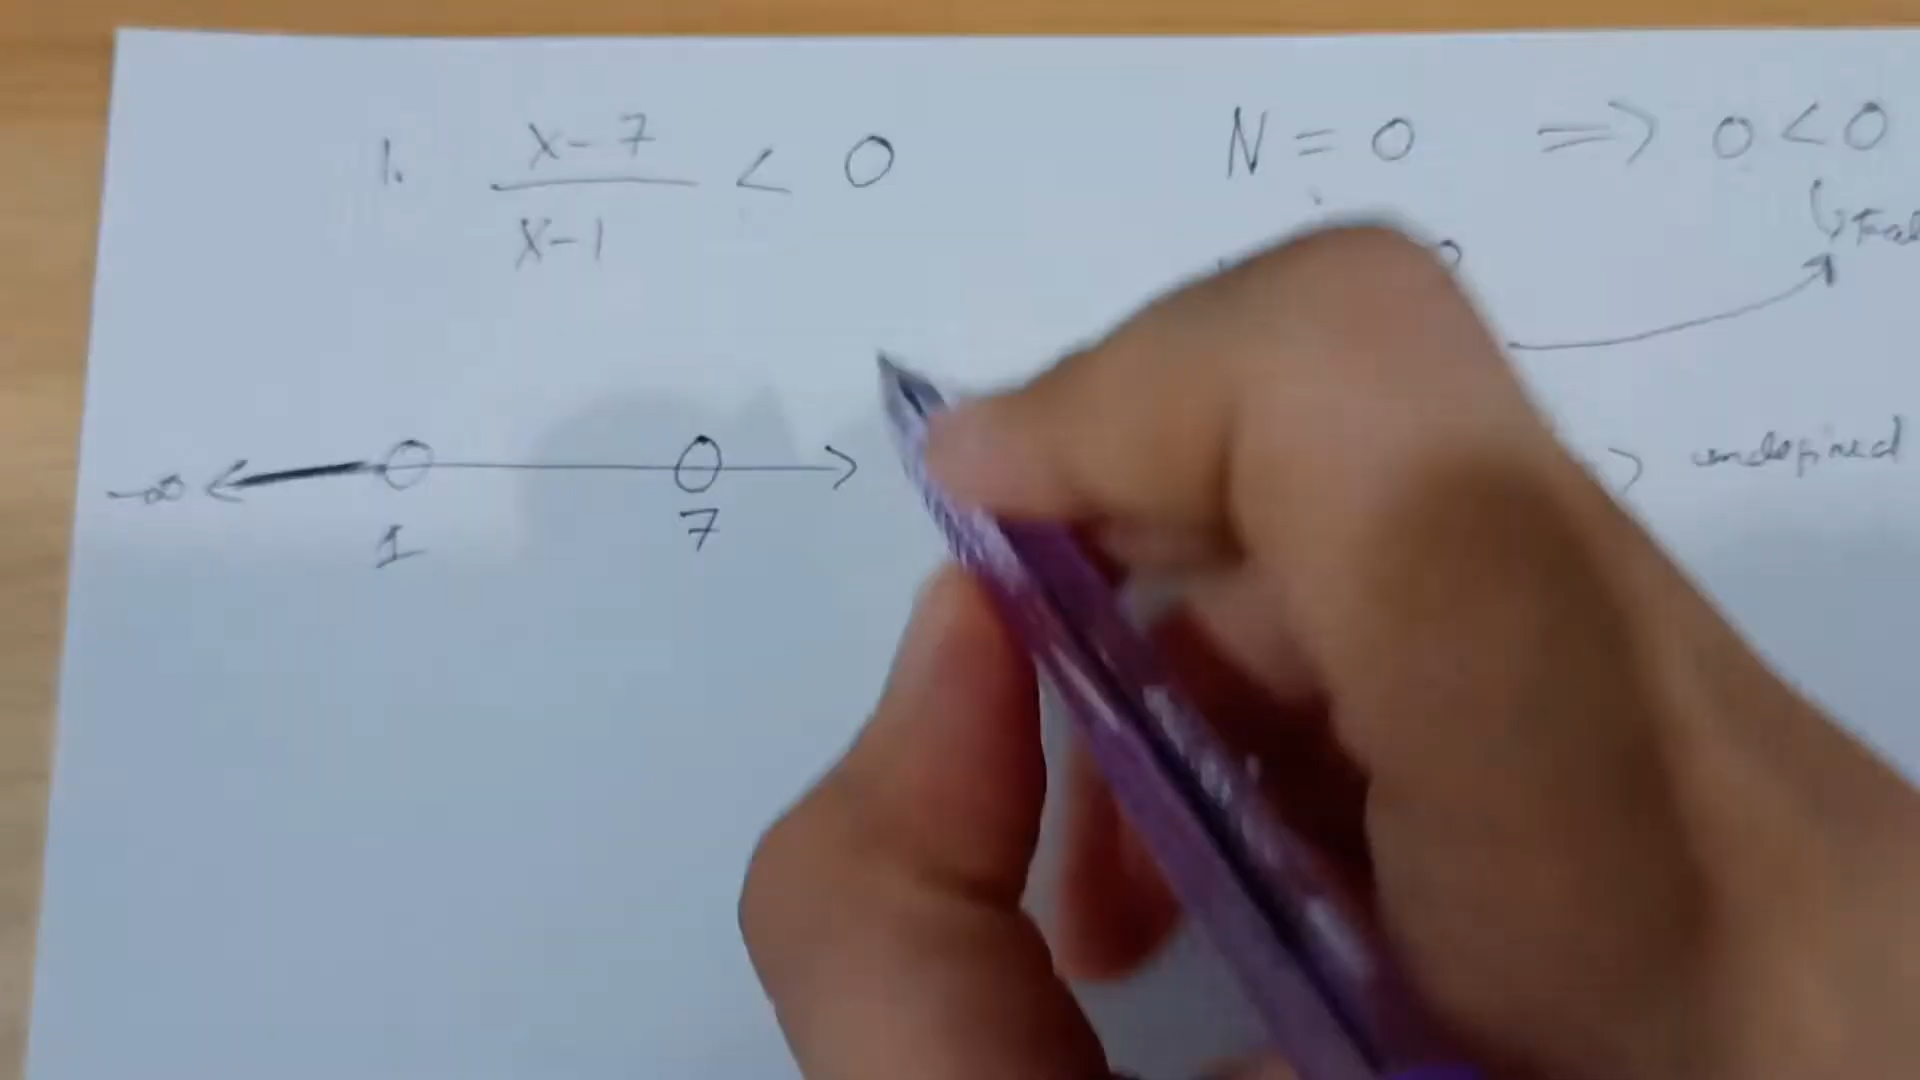 1. x-7 / x-1 < 0
N = 0 => 0 < 0
undefined
-∞
1 7